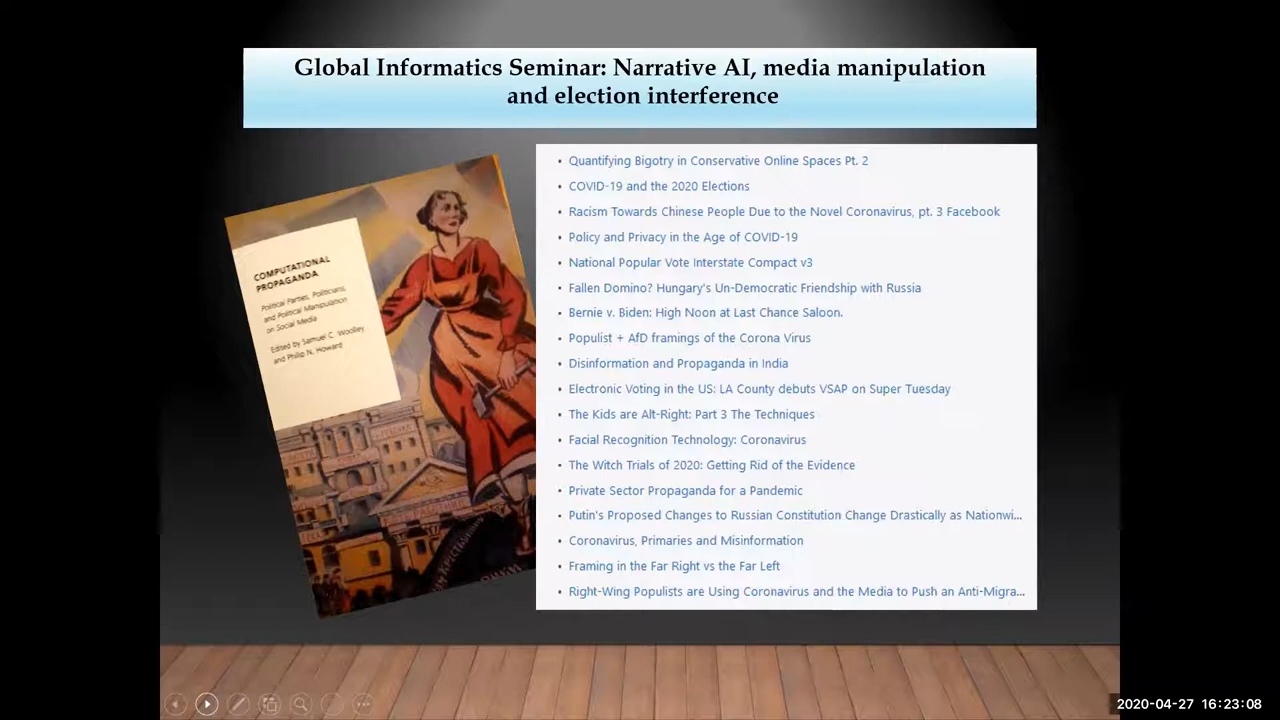 Global Informatics Seminar: Narrative AI, media manipulation
and election interference
COMPUTATIONAL
PROPAGANDA
Political Parties, Politicians,
and Political Manipulation
on Social Media
Edited by Samuel C. Woolley
and Philip N. Howard
• Quantifying Bigotry in Conservative Online Spaces Pt. 2
• COVID-19 and the 2020 Elections
• Racism Towards Chinese People Due to the Novel Coronavirus, pt. 3 Facebook
• Policy and Privacy in the Age of COVID-19
• National Popular Vote Interstate Compact v3
• Fallen Domino? Hungary's Un-Democratic Friendship with Russia
• Bernie v. Biden: High Noon at Last Chance Saloon.
• Populist + AfD framings of the Corona Virus
• Disinformation and Propaganda in India
• Electronic Voting in the US: LA County debuts VSAP on Super Tuesday
• The Kids are Alt-Right: Part 3 The Techniques
• Facial Recognition Technology: Coronavirus
• The Witch Trials of 2020: Getting Rid of the Evidence
• Private Sector Propaganda for a Pandemic
• Putin's Proposed Changes to Russian Constitution Change Drastically as Nationwi...
• Coronavirus, Primaries and Misinformation
• Framing in the Far Right vs the Far Left
• Right-Wing Populists are Using Coronavirus and the Media to Push an Anti-Migra...
2020-04-27 16:23:08